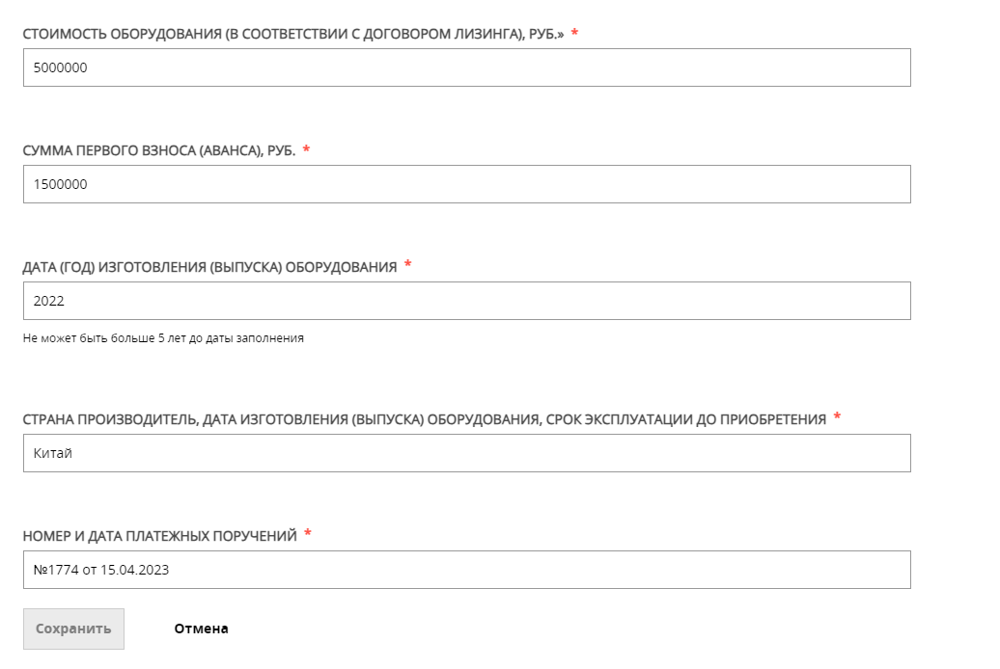 СТОИМОСТЬ ОБОРУДОВАНИЯ (В СООТВЕТСТВИИ С ДОГОВОРОМ ЛИЗИНГА), РУБ.» *
5000000
СУММА ПЕРВОГО ВЗНОСА (АВАНСА), РУБ. *
1500000
ДАТА (ГОД) ИЗГОТОВЛЕНИЯ (ВЫПУСКА) ОБОРУДОВАНИЯ *
2022
Не может быть больше 5 лет до даты заполнения
СТРАНА ПРОИЗВОДИТЕЛЬ, ДАТА ИЗГОТОВЛЕНИЯ (ВЫПУСКА) ОБОРУДОВАНИЯ, СРОК ЭКСПЛУАТАЦИИ ДО ПРИОБРЕТЕНИЯ *
Китай
НОМЕР И ДАТА ПЛАТЕЖНЫХ ПОРУЧЕНИЙ *
№1774 от 15.04.2023
Сохранить Отмена